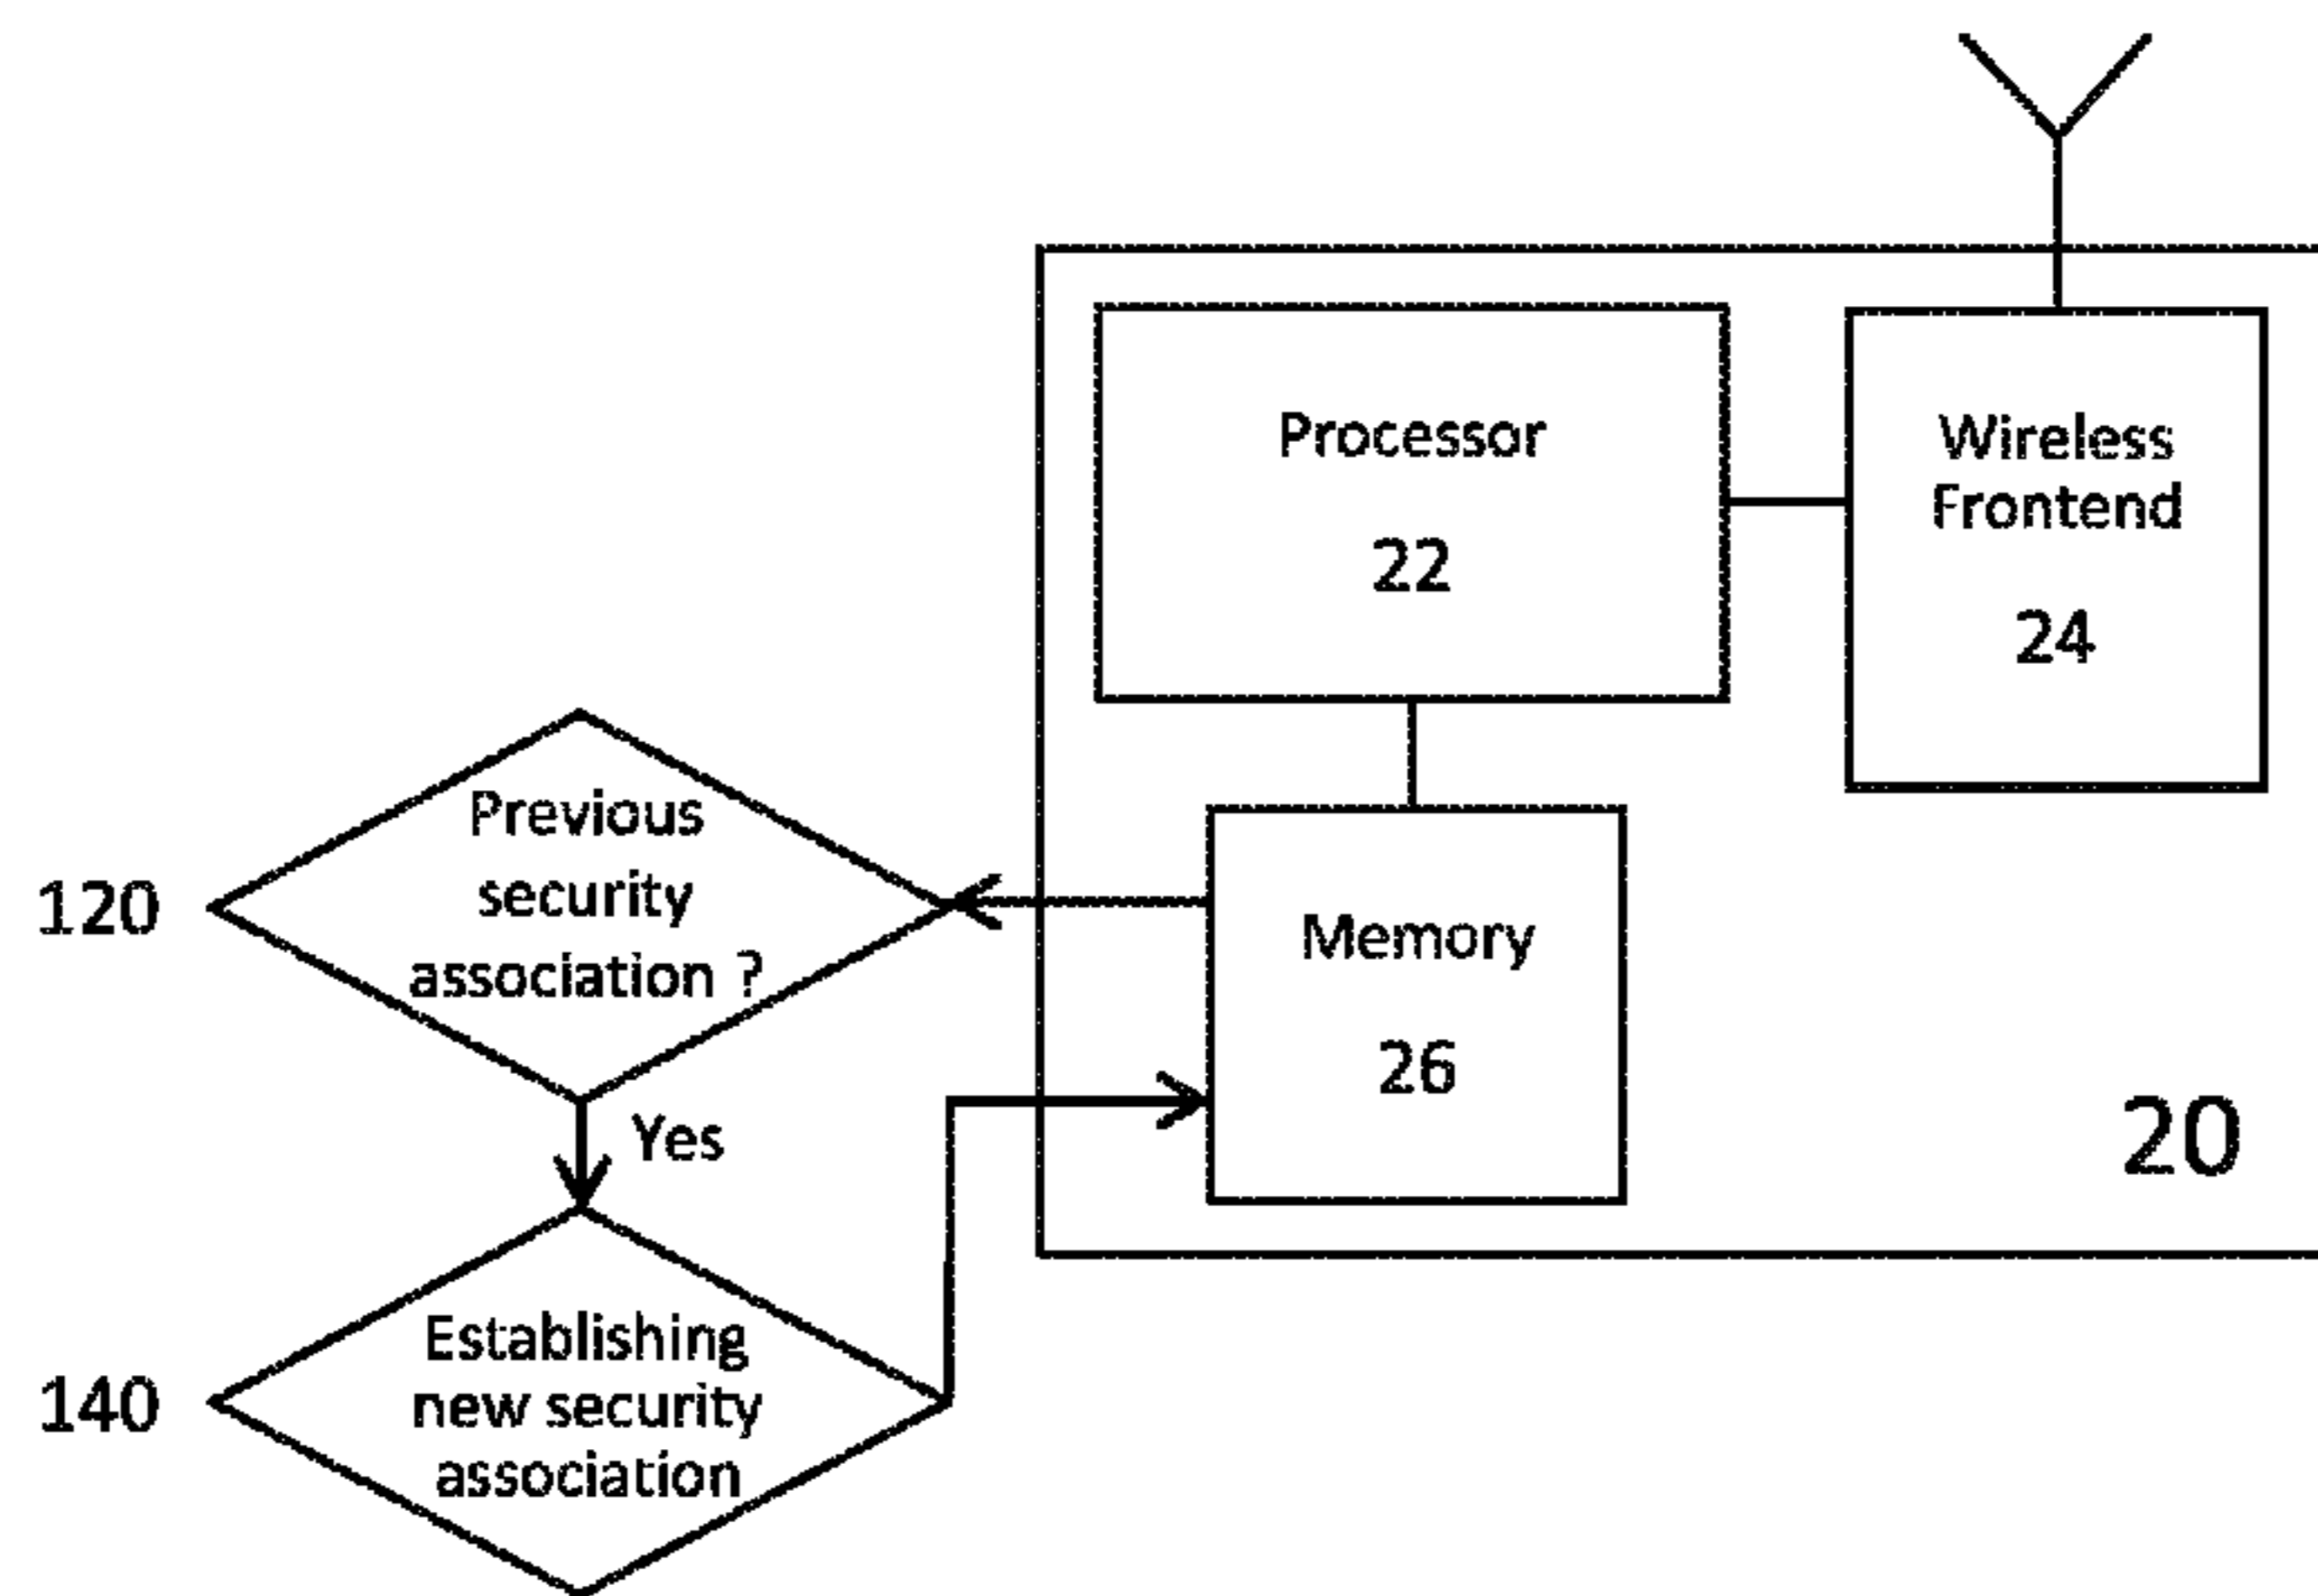 Processor
22
Wireless
Frontend
24
Previous
security
association ?
120
Memory
26
Yes
20
Establishing
new security
association
140